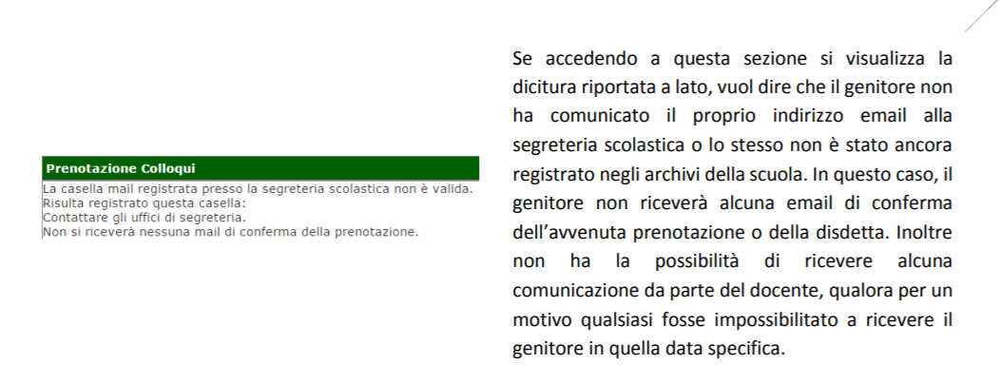 Prenotazione Colloqui
La casella mail registrata presso la segreteria scolastica non è valida.
Risulta registrato questa casella:
Contattare gli uffici di segreteria.
Non si riceverà nessuna mail di conferma della prenotazione.
Se accedendo a questa sezione si visualizza la
dicitura riportata a lato, vuol dire che il genitore non
ha comunicato il proprio indirizzo email alla
segreteria scolastica o lo stesso non è stato ancora
registrato negli archivi della scuola. In questo caso, il
genitore non riceverà alcuna email di conferma
dell’avvenuta prenotazione o della disdetta. Inoltre
non ha la possibilità di ricevere alcuna
comunicazione da parte del docente, qualora per un
motivo qualsiasi fosse impossibilitato a ricevere il
genitore in quella data specifica.